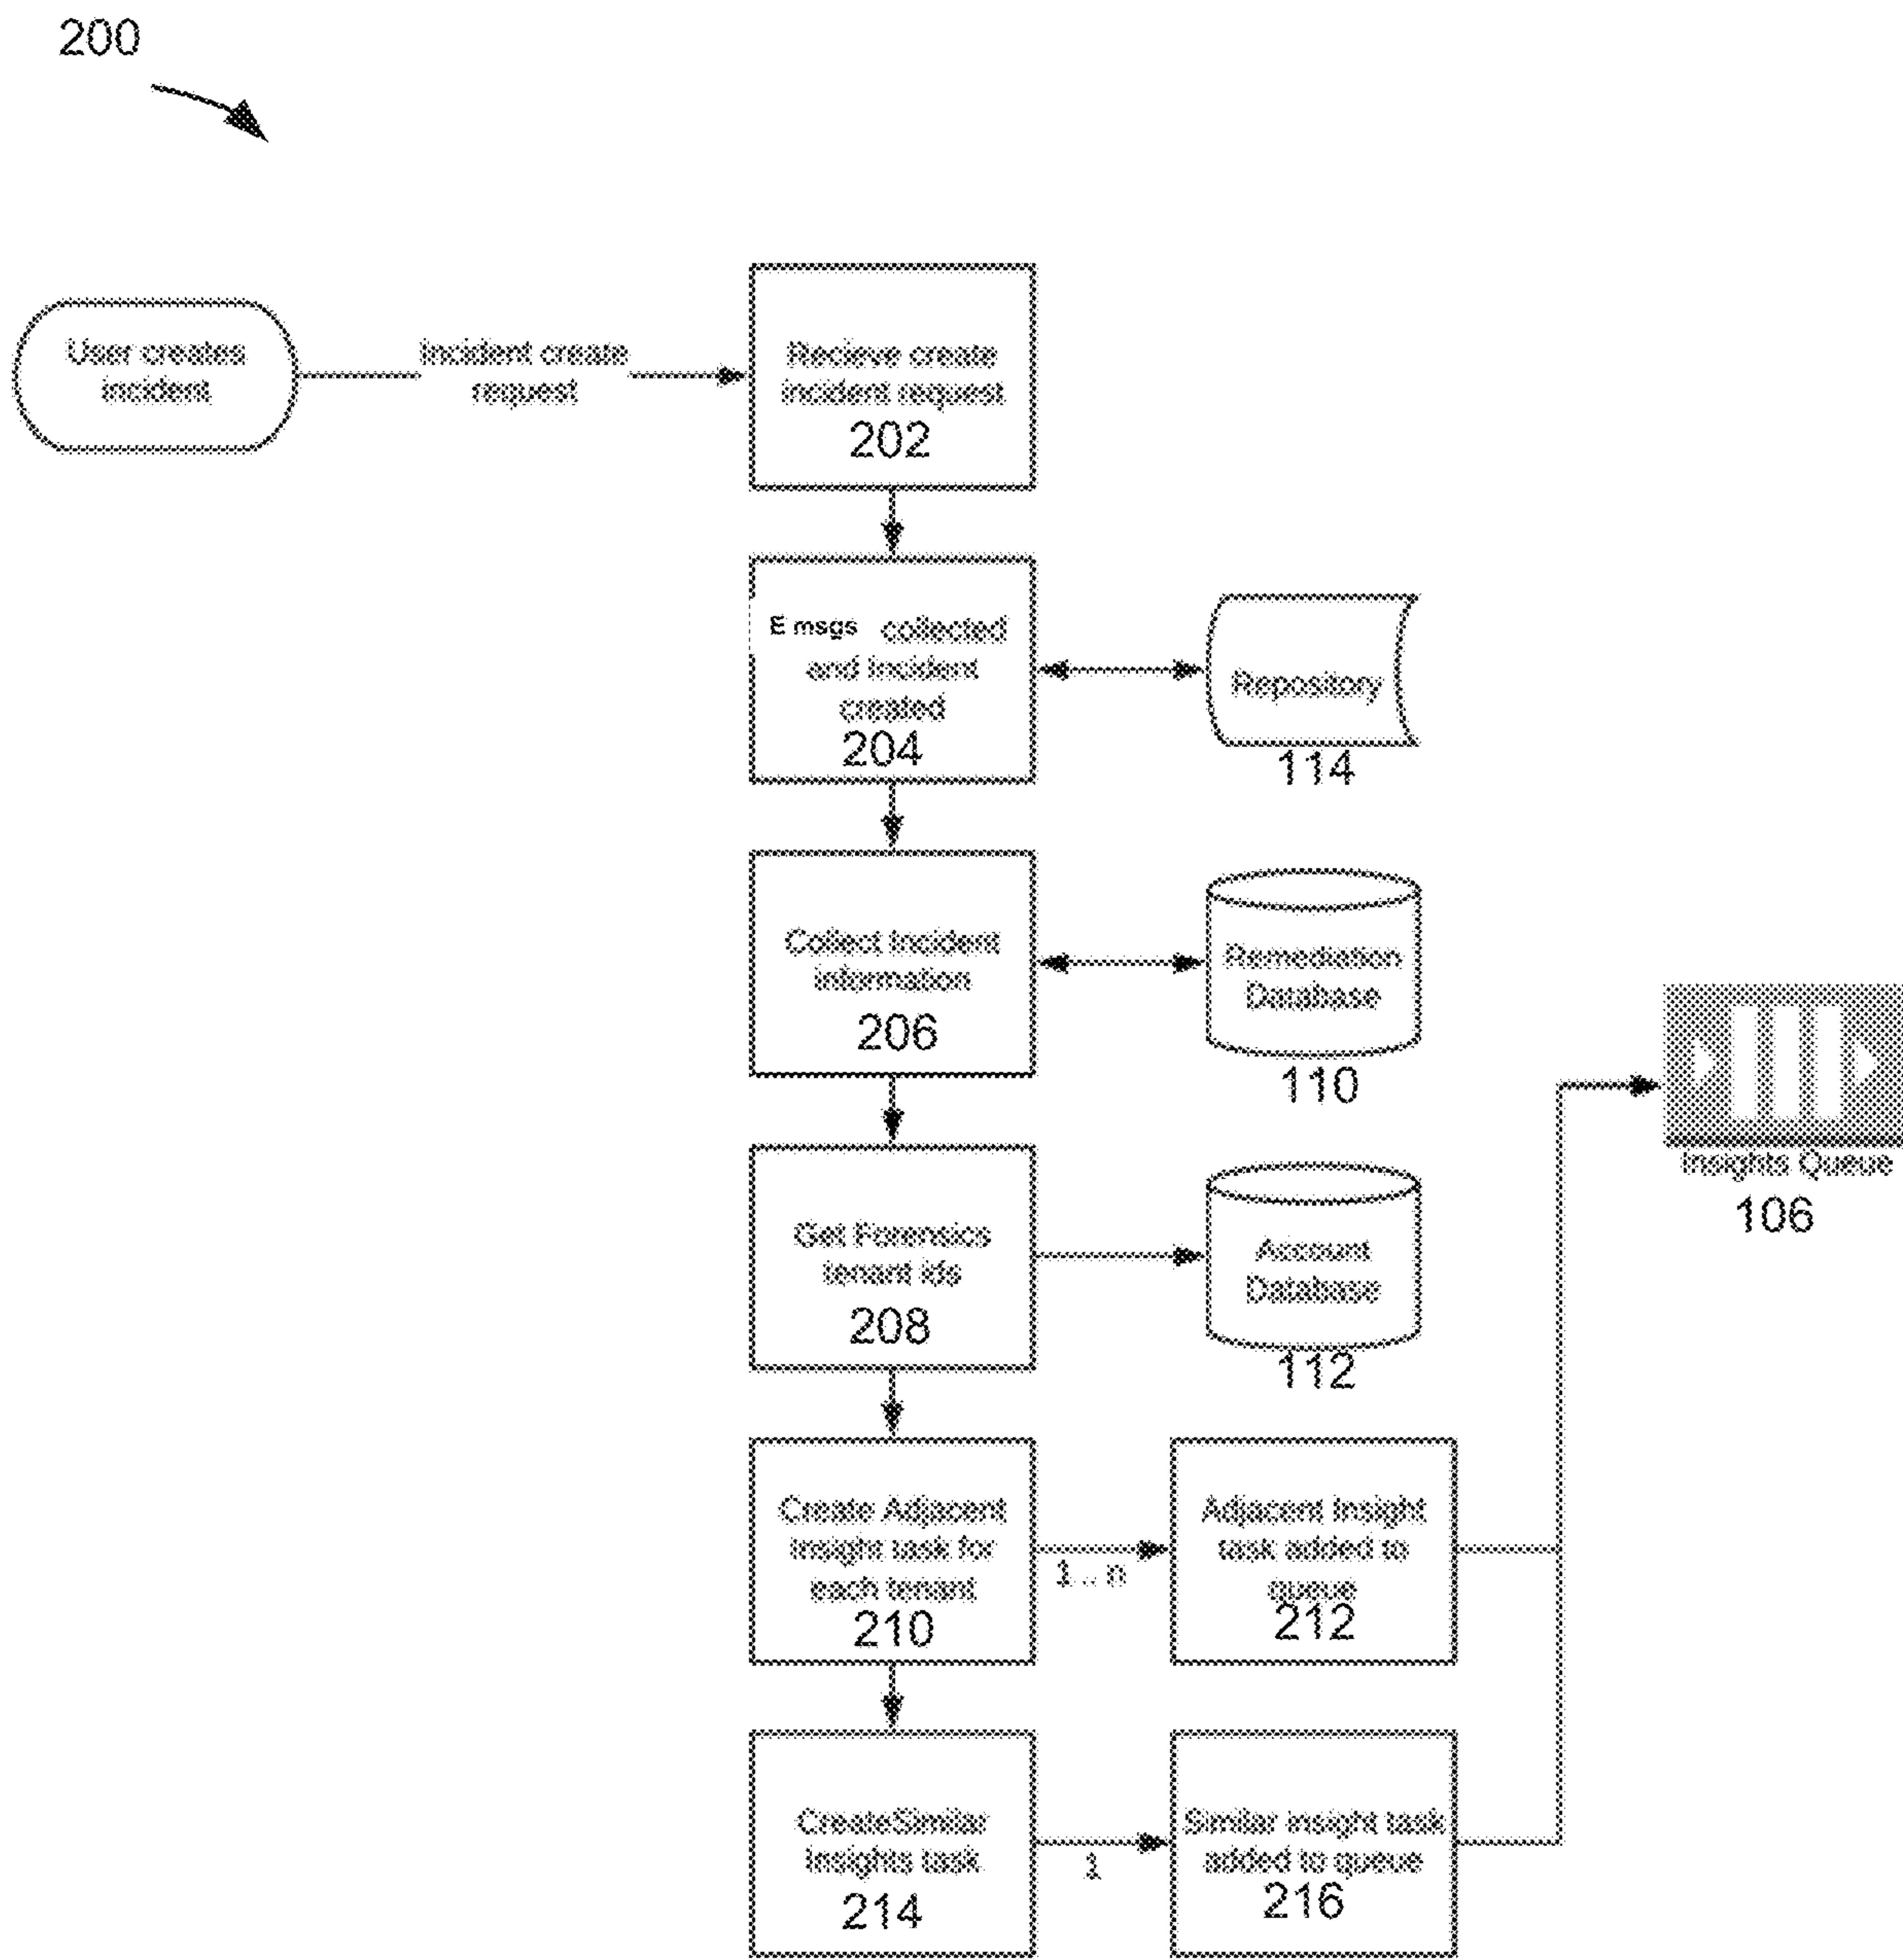 200
User creates
incident
Incident create
request
Recieve create
incident request
202
E msgs collected
and incident
created
204
Repository
114
Collect Incident
information
206
Remediation
Database
110
Insights Queue
106
Get Forensics
tenant ids
208
Account
Database
112
Create Adjacent
Insight task for
each tenant
210
1 .. n
Adjacent Insight
task added to
queue
212
CreateSimilar
Insights task
214
1
Similar insight task
added to queue
216